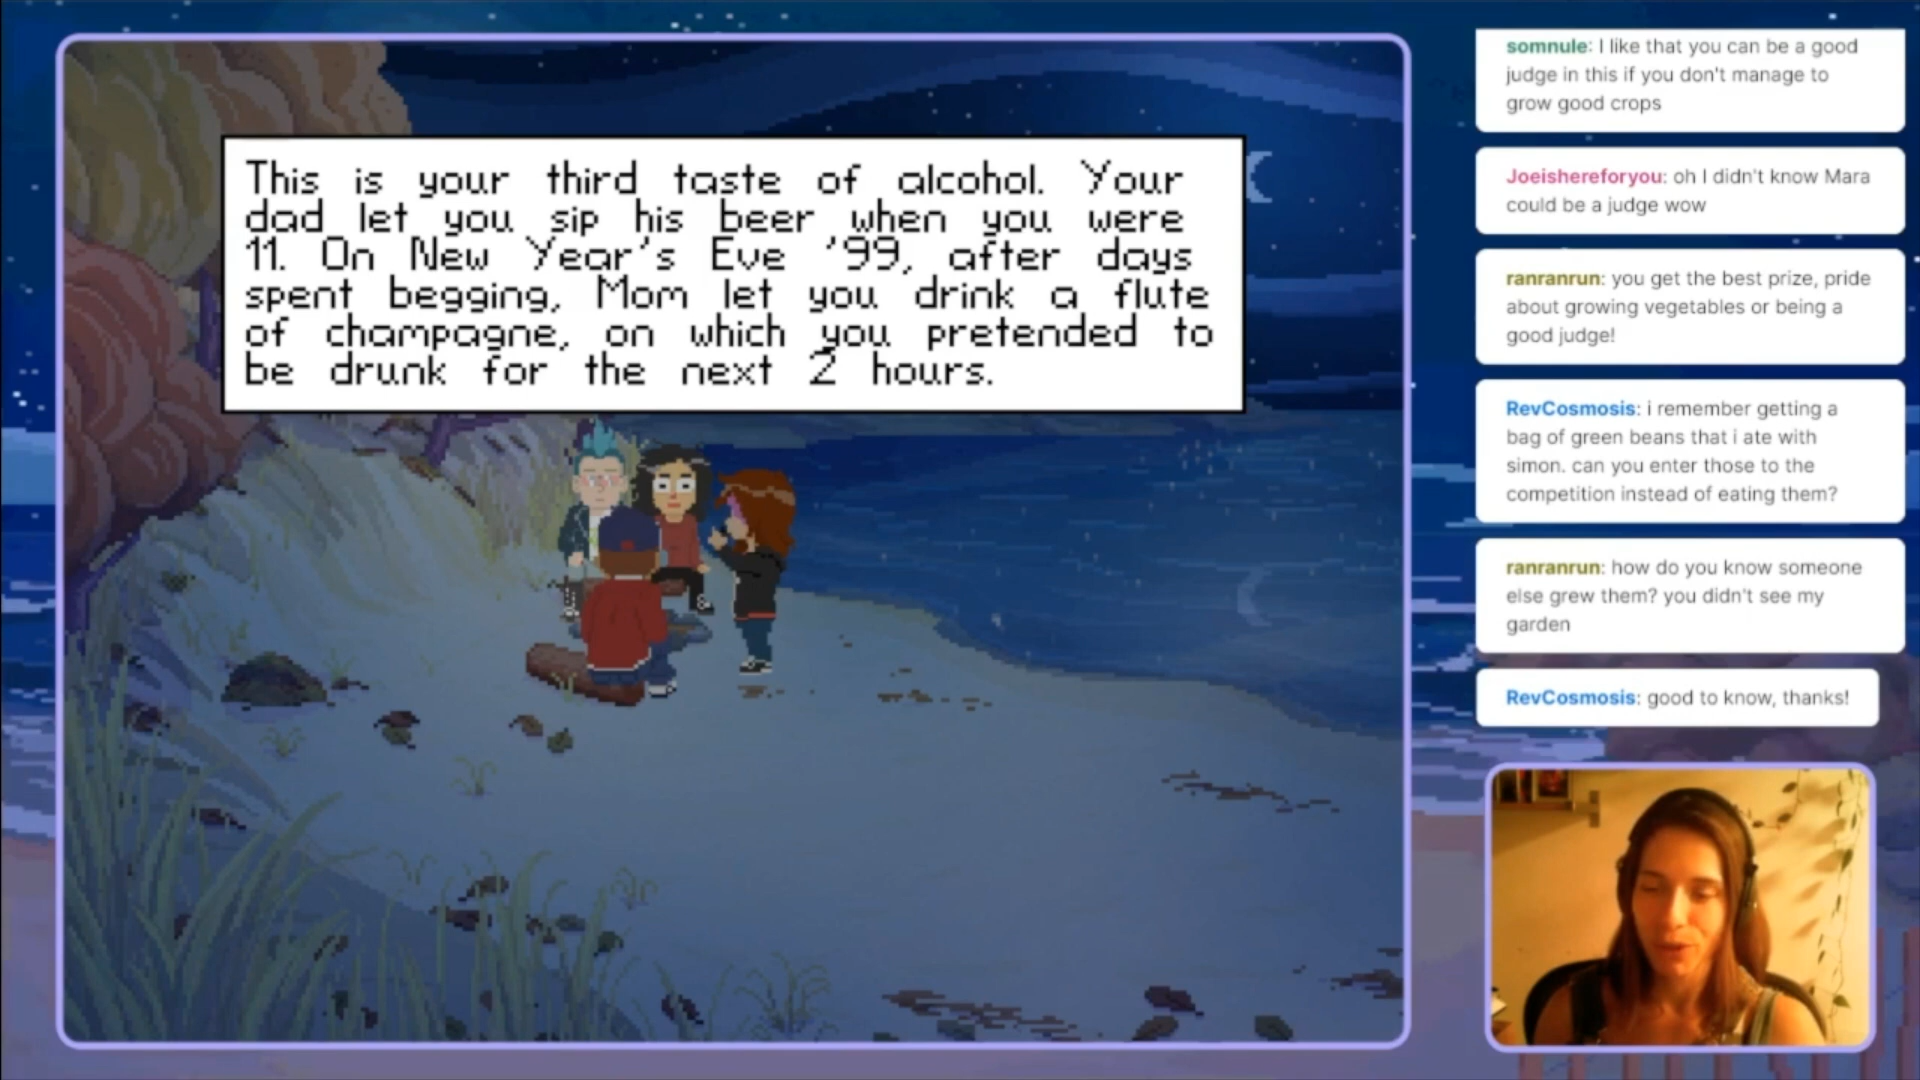 This is your third taste of alcohol. Your
dad let you sip his beer when you were
11. On New Year's Eve '99, after days
spent begging, Mom let you drink a flute
of champagne, on which you pretended to
be drunk for the next 2 hours.
somnule: I like that you can be a good
judge in this if you don't manage to
grow good crops
Joeishereforyou: oh I didn't know Mara
could be a judge wow
ranranrun: you get the best prize, pride
about growing vegetables or being a
good judge!
RevCosmosis: i remember getting a
bag of green beans that i ate with
simon. can you enter those to the
competition instead of eating them?
ranranrun: how do you know someone
else grew them? you didn't see my
garden
RevCosmosis: good to know, thanks!